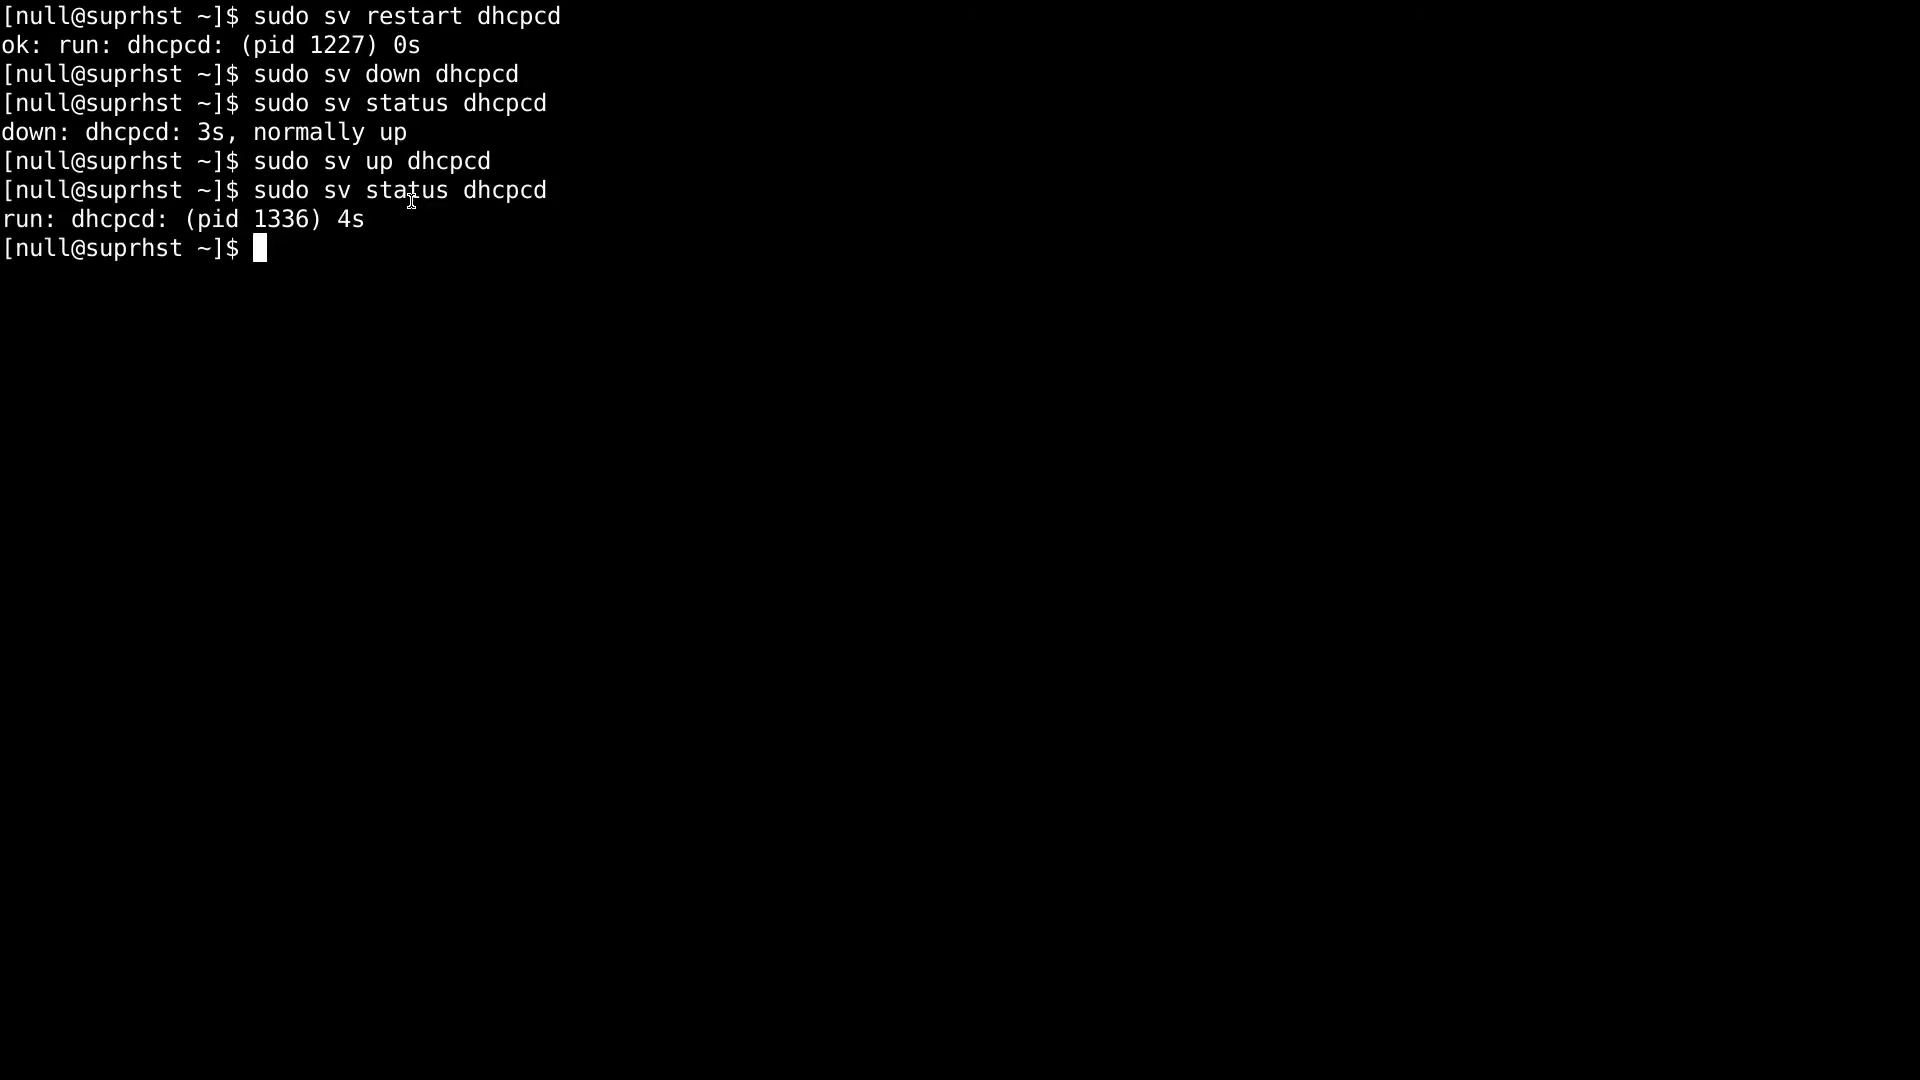 [null@suprhst ~]$ sudo sv restart dhcpcd
ok: run: dhcpcd: (pid 1227) 0s
[null@suprhst ~]$ sudo sv down dhcpcd
[null@suprhst ~]$ sudo sv status dhcpcd
down: dhcpcd: 3s, normally up
[null@suprhst ~]$ sudo sv up dhcpcd
[null@suprhst ~]$ sudo sv status dhcpcd
run: dhcpcd: (pid 1336) 4s
[null@suprhst ~]$